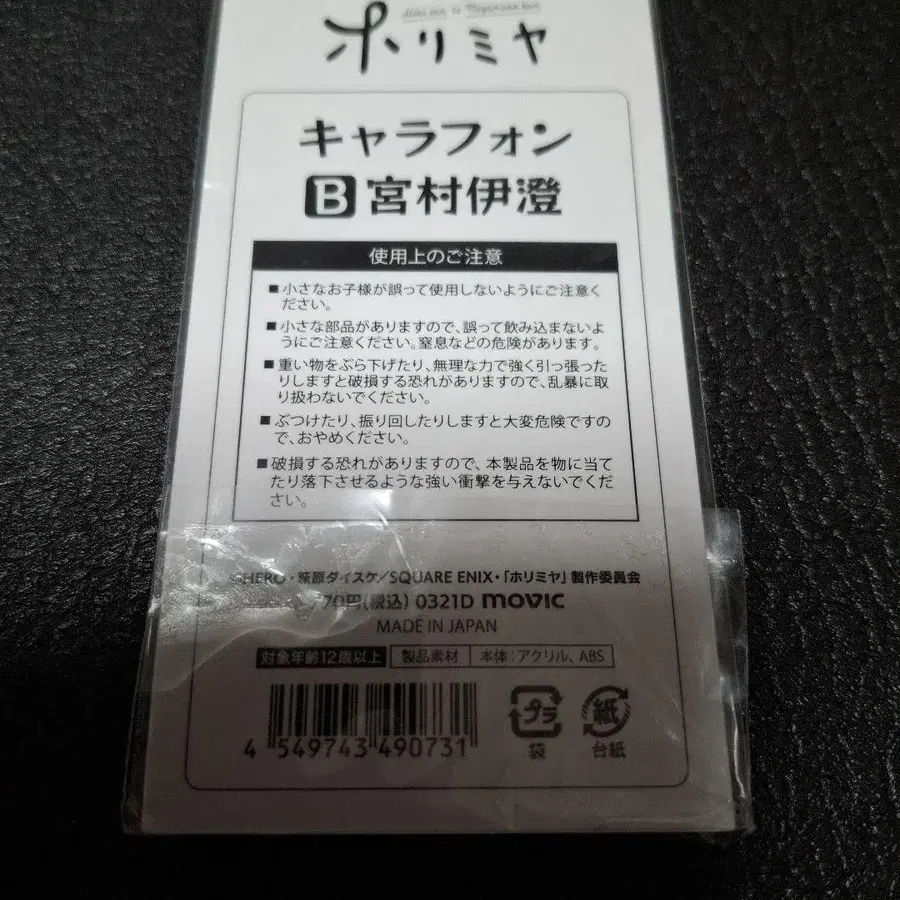 ホリミヤ
キャラフォン
B 宮村伊澄
使用上のご注意
■小さなお子様が誤って使用しないようにご注意く
ださい。
■小さな部品がありますので、誤って飲み込まないよ
うにご注意ください。窒息などの危険があります。
■重い物をぶら下げたり、無理な力で強く引っ張った
りしますと破損する恐れがありますので、乱暴に取
り扱わないでください。
■ぶつけたり、振り回したりしますと大変危険ですの
で、おやめください。
■破損する恐れがありますので、本製品を物に当て
たり落下させるような強い衝撃を与えないでくだ
さい。
©HERO・萩原ダイスケ/SQUARE ENIX・「ホリミヤ」製作委員会
770円(税込) 0321D movic
MADE IN JAPAN
対象年齢12歳以上 製品素材 本体:アクリル、ABS
4 549743 490731
プラ 紙
袋 台紙